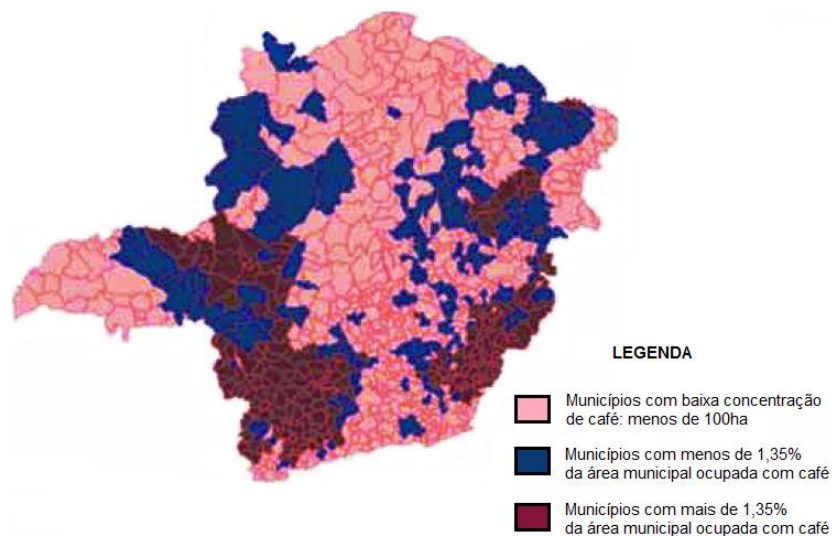 LEGENDA
Municípios com baixa concentração
de café: menos de 100ha
Municípios com menos de 1,35%
da área municipal ocupada com café
Municípios com mais de 1,35%
da área municipal ocupada com café